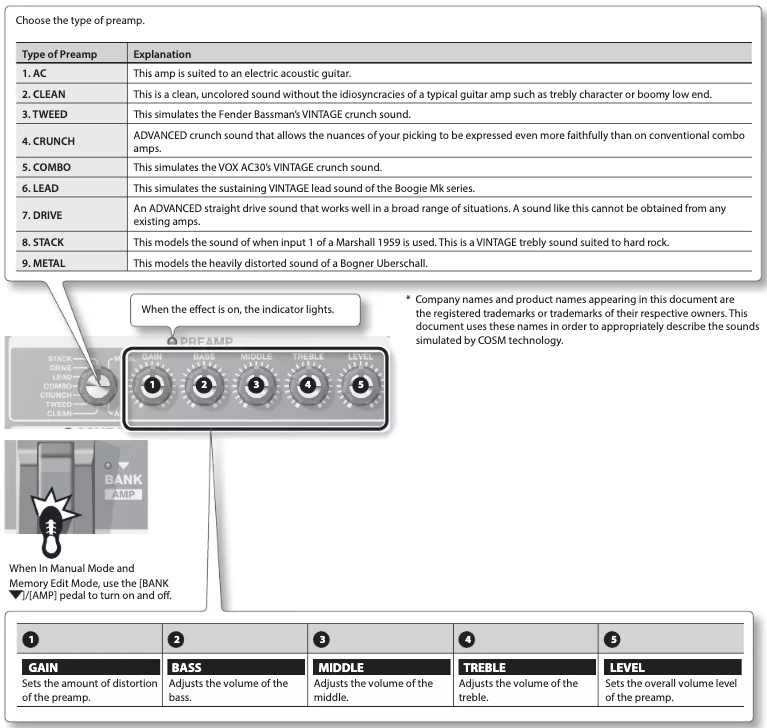 Choose the type of preamp.
Type of Preamp Explanation
1. AC This amp is suited to an electric acoustic guitar.
2. CLEAN This is a clean, uncolored sound without the idiosyncracies of a typical guitar amp such as trebly character or boomy low end.
3. TWEED This simulates the Fender Bassman's VINTAGE crunch sound.
4. CRUNCH ADVANCED crunch sound that allows the nuances of your picking to be expressed even more faithfully than on conventional combo
amps.
5. COMBO This simulates the VOX AC30's VINTAGE crunch sound.
6. LEAD This simulates the sustaining VINTAGE lead sound of the Boogie Mk series.
7. DRIVE An ADVANCED straight drive sound that works well in a broad range of situations. A sound like this cannot be obtained from any
existing amps.
8. STACK This models the sound of when input 1 of a Marshall 1959 is used. This is a VINTAGE trebly sound suited to hard rock.
9. METAL This models the heavily distorted sound of a Bogner Uberschall.
When the effect is on, the indicator lights.
* Company names and product names appearing in this document are
the registered trademarks or trademarks of their respective owners. This
document uses these names in order to appropriately describe the sounds
simulated by COSM technology.
PREAMP
STACK
DRIVE
LEAD
COMBO
CRUNCH
TWEED
CLEAN
GAIN BASS MIDDLE TREBLE LEVEL
1 2 3 4 5
BANK
AMP
When In Manual Mode and
Memory Edit Mode, use the [BANK
▼]/[AMP] pedal to turn on and off.
1 2 3 4 5
GAIN BASS MIDDLE TREBLE LEVEL
Sets the amount of distortion
of the preamp.
Adjusts the volume of the
bass.
Adjusts the volume of the
middle.
Adjusts the volume of the
treble.
Sets the overall volume level
of the preamp.